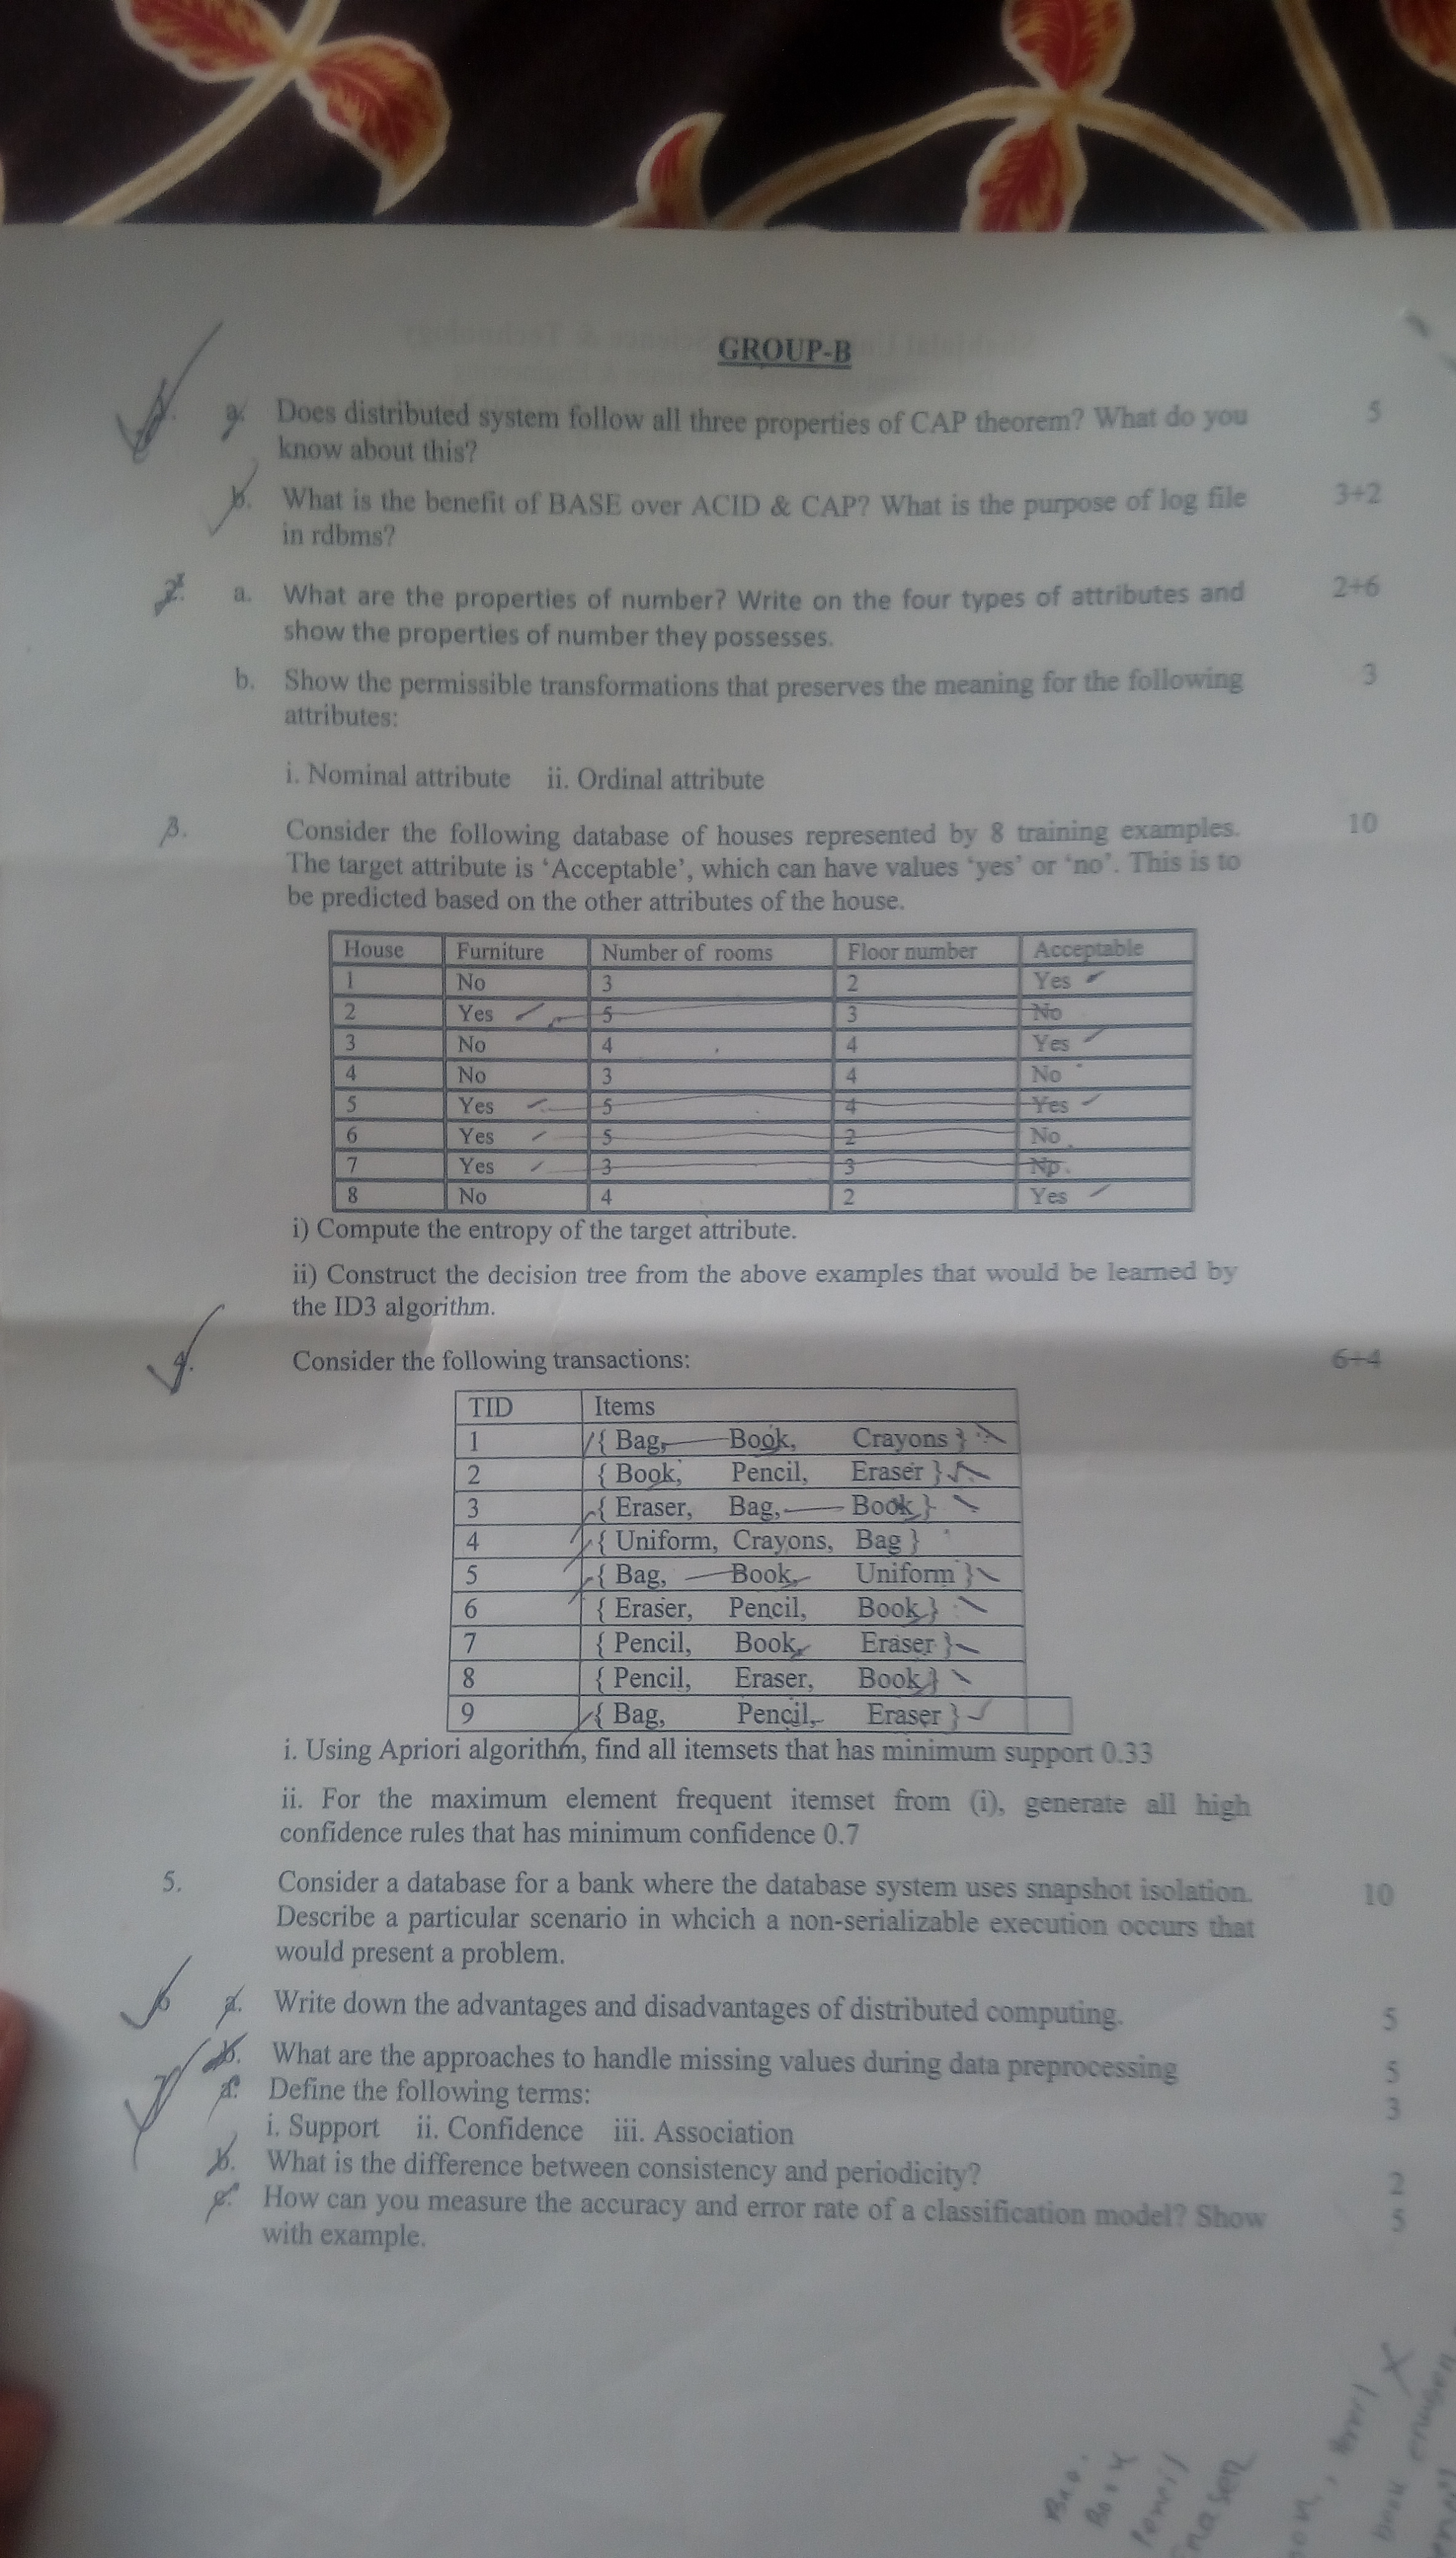 GROUP-B
a. Does distributed system follow all three properties of CAP theorem? What do you 5
know about this?
b. What is the benefit of BASE over ACID & CAP? What is the purpose of log file 3+2
in rdbms?
2. a. What are the properties of number? Write on the four types of attributes and 2+6
show the properties of number they possesses.
b. Show the permissible transformations that preserves the meaning for the following 3
attributes:
i. Nominal attribute ii. Ordinal attribute
3. Consider the following database of houses represented by 8 training examples. 10
The target attribute is ‘Acceptable’, which can have values ‘yes’ or ‘no’. This is to
be predicted based on the other attributes of the house.
House Furniture Number of rooms Floor number Acceptable
1 No 3 2 Yes
2 Yes 5 3 No
3 No 4 4 Yes
4 No 3 4 No
5 Yes 5 4 Yes
6 Yes 5 2 No
7 Yes 3 3 No
8 No 4 2 Yes
i) Compute the entropy of the target attribute.
ii) Construct the decision tree from the above examples that would be learned by
the ID3 algorithm.
4. Consider the following transactions: 6+4
TID Items
1 { Bag, Book, Crayons }
2 { Book, Pencil, Eraser }
3 { Eraser, Bag, Book }
4 { Uniform, Crayons, Bag }
5 { Bag, Book, Uniform }
6 { Eraser, Pencil, Book }
7 { Pencil, Book, Eraser }
8 { Pencil, Eraser, Book }
9 { Bag, Pencil, Eraser }
i. Using Apriori algorithm, find all itemsets that has minimum support 0.33
ii. For the maximum element frequent itemset from (i), generate all high
confidence rules that has minimum confidence 0.7
5. Consider a database for a bank where the database system uses snapshot isolation. 10
Describe a particular scenario in whcich a non-serializable execution occurs that
would present a problem.
6 a. Write down the advantages and disadvantages of distributed computing. 5
b. What are the approaches to handle missing values during data preprocessing 5
7 a. Define the following terms: 3
i. Support ii. Confidence iii. Association
b. What is the difference between consistency and periodicity? 2
c. How can you measure the accuracy and error rate of a classification model? Show 5
with example.
Bag.
Book
Pencil